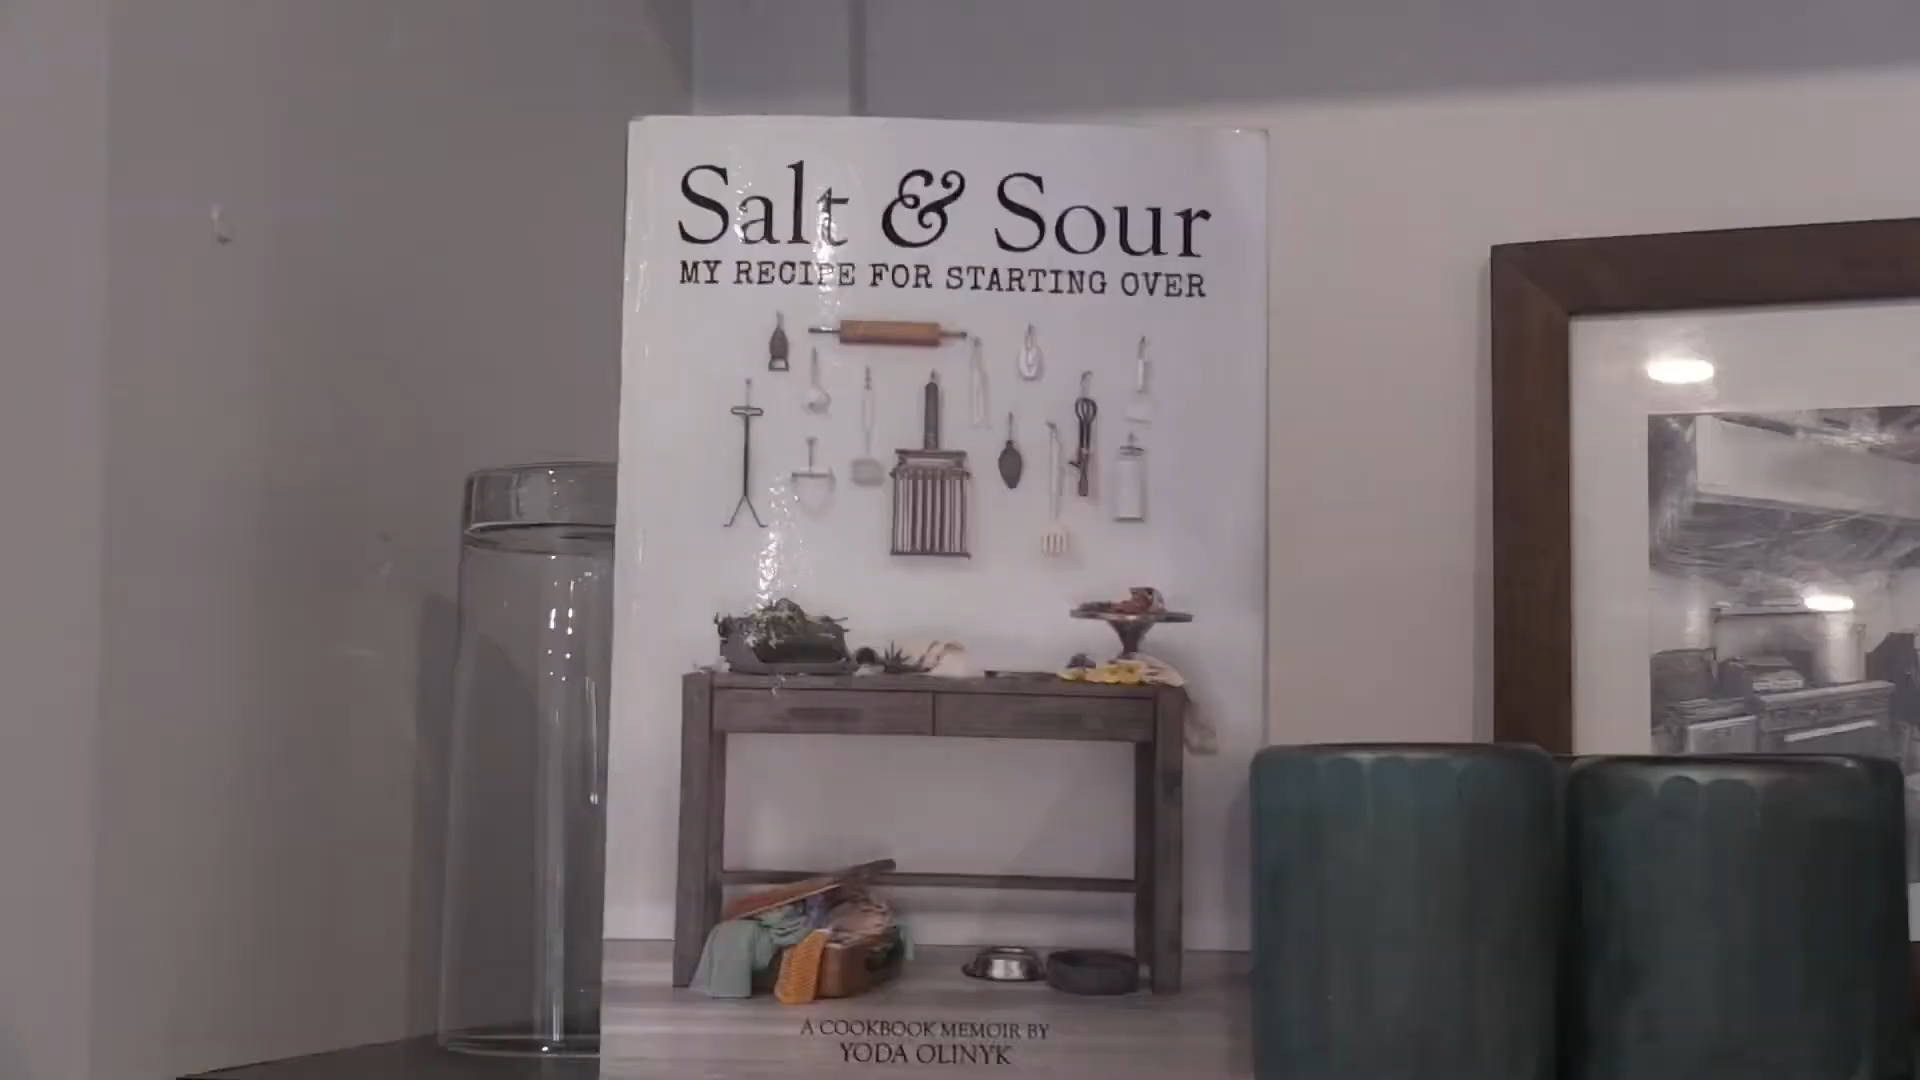 Salt & Sour
MY RECIPE FOR STARTING OVER
A COOKBOOK MEMOIR BY
YODA OLINYK